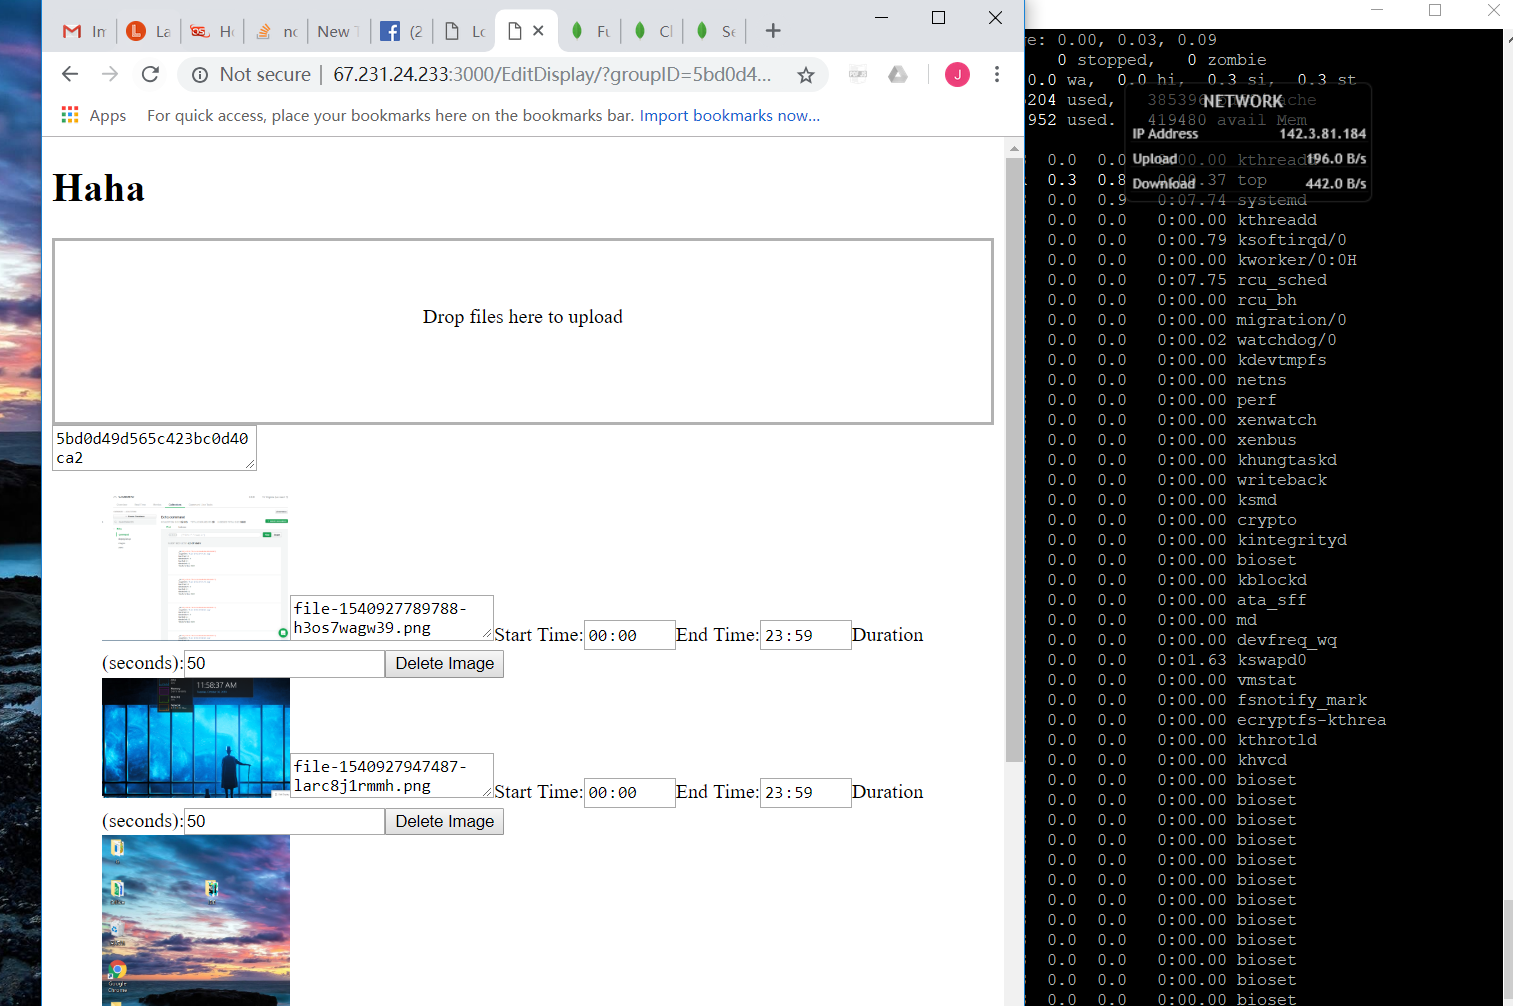 In
La
Ho
no
New T
(2
Lo
Fu
Cl
Se
Not secure | 67.231.24.233:3000/EditDisplay/?groupID=5bd0d4...
J
Apps For quick access, place your bookmarks here on the bookmarks bar. Import bookmarks now...
Haha
Drop files here to upload
5bd0d49d565c423bc0d40
ca2
file-1540927789788-
h3os7wagw39.png
Start Time: 00:00 End Time: 23:59 Duration
(seconds): 50 Delete Image
11:58:37 AM
file-1540927947487-
larc8j1rmmh.png
Start Time: 00:00 End Time: 23:59 Duration
(seconds): 50 Delete Image
Google
Chrome
re: 0.00, 0.03, 0.09
0 stopped, 0 zombie
0.0 wa, 0.0 hi, 0.3 si, 0.3 st
5204 used, 385396
952 used. 419480 avail Mem
NETWORK
IP Address 142.3.81.184
Upload 196.0 B/s
Download 442.0 B/s
0.0 0.0 0:00.00 kthreadd
0.3 0.8 0:00.37 top
0.0 0.9 0:07.74 systemd
0.0 0.0 0:00.00 kthreadd
0.0 0.0 0:00.79 ksoftirqd/0
0.0 0.0 0:00.00 kworker/0:0H
0.0 0.0 0:07.75 rcu_sched
0.0 0.0 0:00.00 rcu_bh
0.0 0.0 0:00.00 migration/0
0.0 0.0 0:00.02 watchdog/0
0.0 0.0 0:00.00 kdevtmpfs
0.0 0.0 0:00.00 netns
0.0 0.0 0:00.00 perf
0.0 0.0 0:00.00 xenwatch
0.0 0.0 0:00.00 xenbus
0.0 0.0 0:00.00 khungtaskd
0.0 0.0 0:00.00 writeback
0.0 0.0 0:00.00 ksmd
0.0 0.0 0:00.00 crypto
0.0 0.0 0:00.00 kintegrityd
0.0 0.0 0:00.00 bioset
0.0 0.0 0:00.00 kblockd
0.0 0.0 0:00.00 ata_sff
0.0 0.0 0:00.00 md
0.0 0.0 0:00.00 devfreq_wq
0.0 0.0 0:01.63 kswapd0
0.0 0.0 0:00.00 vmstat
0.0 0.0 0:00.00 fsnotify_mark
0.0 0.0 0:00.00 ecryptfs-kthrea
0.0 0.0 0:00.00 kthrotld
0.0 0.0 0:00.00 khvcd
0.0 0.0 0:00.00 bioset
0.0 0.0 0:00.00 bioset
0.0 0.0 0:00.00 bioset
0.0 0.0 0:00.00 bioset
0.0 0.0 0:00.00 bioset
0.0 0.0 0:00.00 bioset
0.0 0.0 0:00.00 bioset
0.0 0.0 0:00.00 bioset
0.0 0.0 0:00.00 bioset
0.0 0.0 0:00.00 bioset
0.0 0.0 0:00.00 bioset
0.0 0.0 0:00.00 bioset